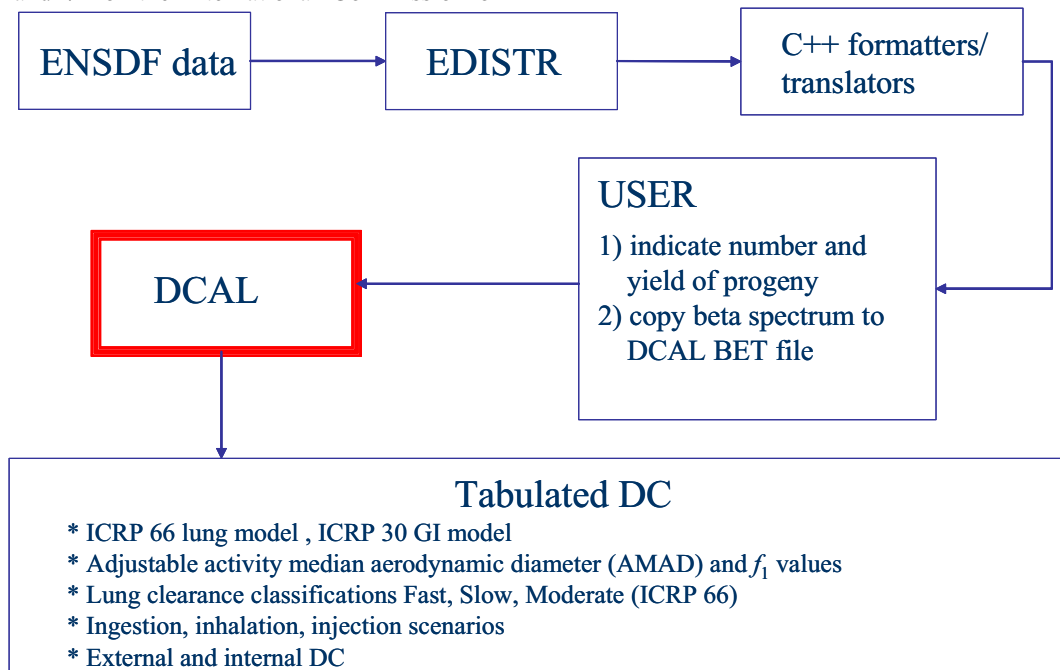 ENSDF data
EDISTR
C++ formatters/
translators
USER
1) indicate number and
yield of progeny
2) copy beta spectrum to
DCAL BET file
DCAL
Tabulated DC
* ICRP 66 lung model , ICRP 30 GI model
* Adjustable activity median aerodynamic diameter (AMAD) and f1 values
* Lung clearance classifications Fast, Slow, Moderate (ICRP 66)
* Ingestion, inhalation, injection scenarios
* External and internal DC